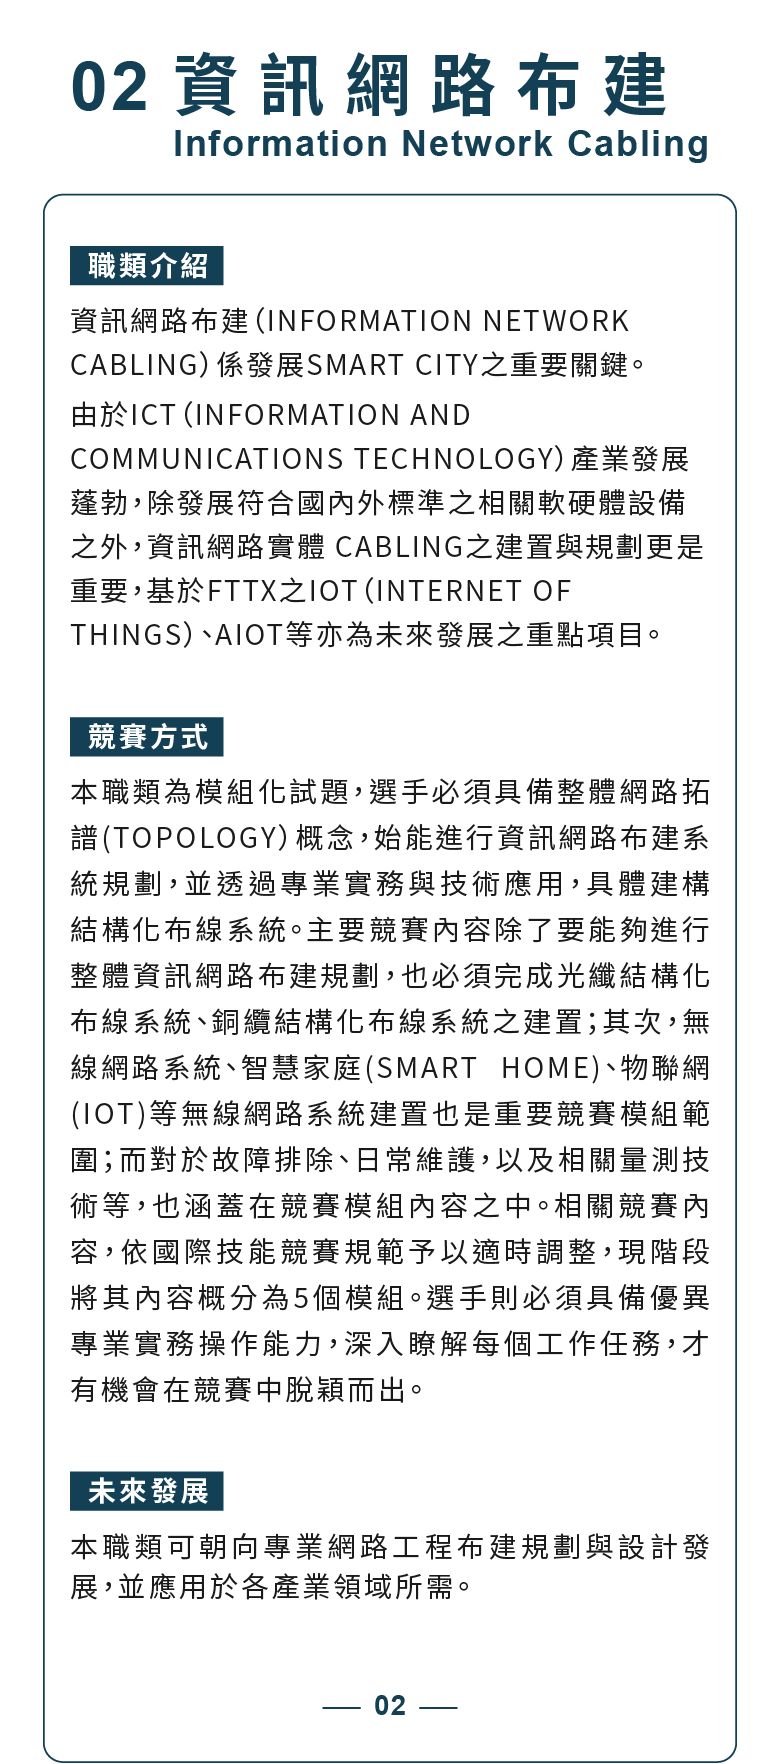 02 資訊網路布建
Information Network Cabling
職類介紹
資訊網路布建(INFORMATION NETWORK
CABLING)係發展SMART CITY之重要關鍵。
由於ICT(INFORMATION AND
COMMUNICATIONS TECHNOLOGY)產業發展
蓬勃,除發展符合國內外標準之相關軟硬體設備
之外,資訊網路實體 CABLING之建置與規劃更是
重要,基於FTTX之IOT(INTERNET OF
THINGS)、AIOT等亦為未來發展之重點項目。
競賽方式
本職類為模組化試題,選手必須具備整體網路拓
譜(TOPOLOGY)概念,始能進行資訊網路布建系
統規劃,並透過專業實務與技術應用,具體建構
結構化布線系統。主要競賽內容除了要能夠進行
整體資訊網路布建規劃,也必須完成光纖結構化
布線系統、銅纜結構化布線系統之建置;其次,無
線網路系統、智慧家庭(SMART HOME)、物聯網
(IOT)等無線網路系統建置也是重要競賽模組範
圍;而對於故障排除、日常維護,以及相關量測技
術等,也涵蓋在競賽模組內容之中。相關競賽內
容,依國際技能競賽規範予以適時調整,現階段
將其內容概分為5個模組。選手則必須具備優異
專業實務操作能力,深入瞭解每個工作任務,才
有機會在競賽中脫穎而出。
未來發展
本職類可朝向專業網路工程布建規劃與設計發
展,並應用於各產業領域所需。
02